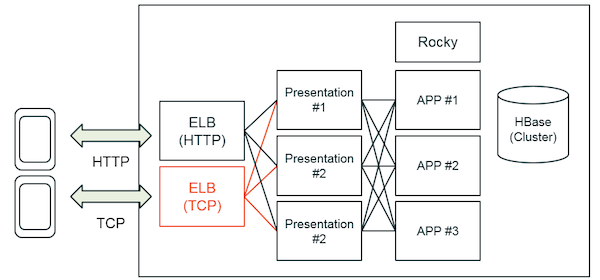 Rocky
ELB
(HTTP)
Presentation
#1
APP #1
HBase
(Cluster)
HTTP
Presentation
#2
APP #2
ELB
(TCP)
TCP
Presentation
#2
APP #3